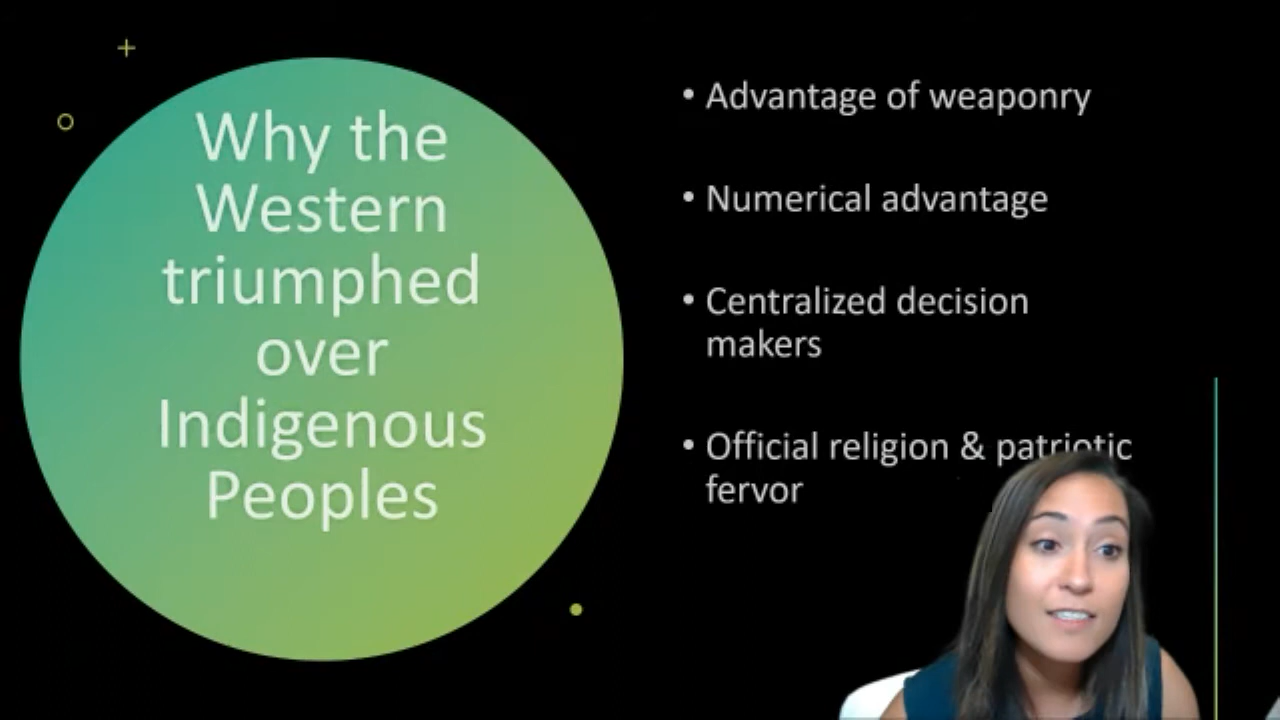 Why the
Western
triumphed
over
Indigenous
Peoples
• Advantage of weaponry
• Numerical advantage
• Centralized decision
makers
• Official religion & patriotic
fervor